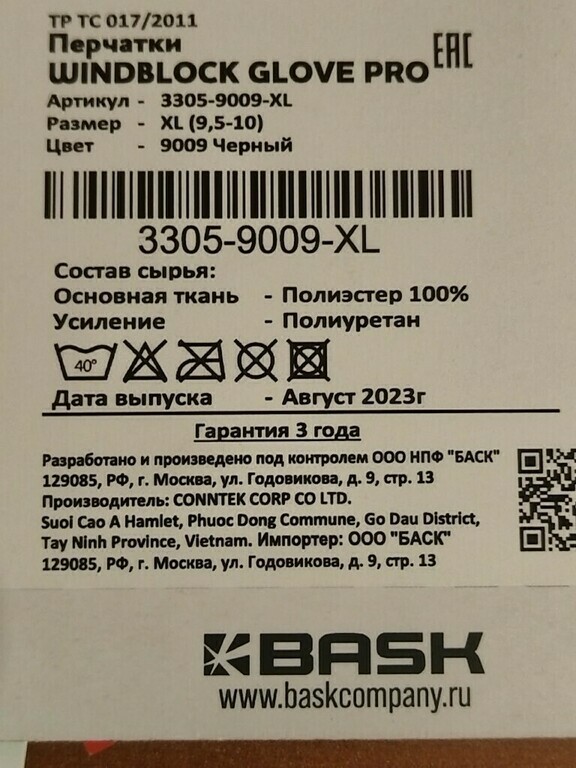 ТР ТС 017/2011
Перчатки
WINDBLOCK GLOVE PRO EAC
Артикул - 3305-9009-XL
Размер - XL (9,5-10)
Цвет - 9009 Черный
3305-9009-XL
Состав сырья:
Основная ткань - Полиэстер 100%
Усиление - Полиуретан
40°
Дата выпуска - Август 2023г
Гарантия 3 года
Разработано и произведено под контролем ООО НПФ "БАСК"
129085, РФ, г. Москва, ул. Годовикова, д. 9, стр. 13
Производитель: CONNTEK CORP CO LTD.
Suoi Cao A Hamlet, Phuoc Dong Commune, Go Dau District,
Tay Ninh Province, Vietnam. Импортер: ООО "БАСК"
129085, РФ, г. Москва, ул. Годовикова, д. 9, стр. 13
BASK
www.baskcompany.ru